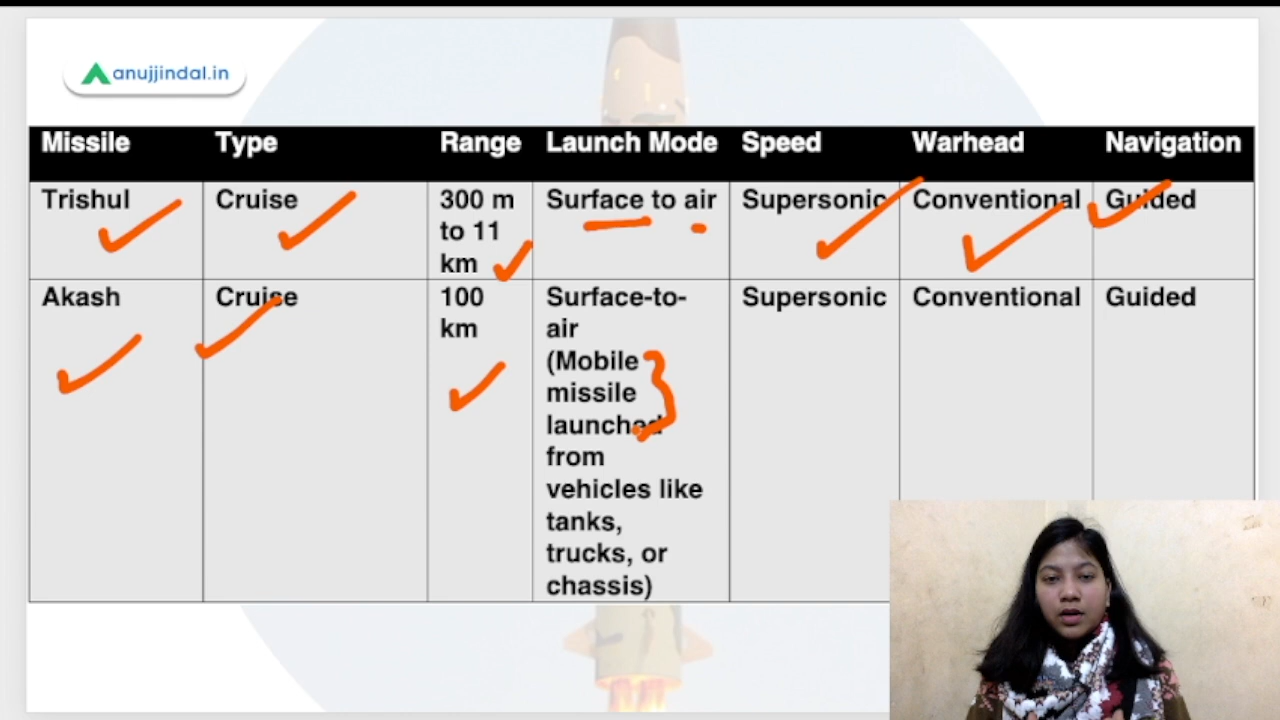 anujjindal.in
Missile Type Range Launch Mode Speed Warhead Navigation
Trishul Cruise 300 m Surface to air Supersonic Conventional Guided
to 11
km
Akash Cruise 100 Surface-to- Supersonic Conventional Guided
km air
(Mobile
missile
launched
from
vehicles like
tanks,
trucks, or
chassis)